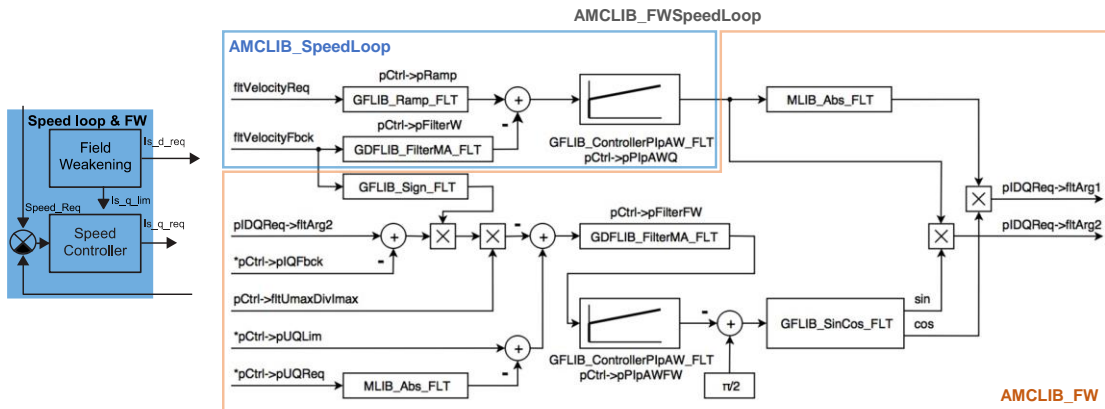 AMCLIB_FWSpeedLoop
AMCLIB_SpeedLoop
fltVelocityReq
pCtrl->pRamp
GFLIB_Ramp_FLT
+
-
fltVelocityFbck
pCtrl->pFilterW
GDFLIB_FilterMA_FLT
GFLIB_ControllerPIpAW_FLT
pCtrl->pPIpAWQ
MLIB_Abs_FLT
Speed loop & FW
Field
Weakening
Is_d_req
Is_q_lim
Speed_Req
Speed
Controller
Is_q_req
GFLIB_Sign_FLT
pIDQReq->fltArg2
+
-
*pCtrl->pIQFbck
×
×
-
+
pCtrl->pFilterFW
GDFLIB_FilterMA_FLT
pCtrl->fltUmaxDivImax
*pCtrl->pUQLim
+
-
*pCtrl->pUQReq
MLIB_Abs_FLT
GFLIB_ControllerPIpAW_FLT
pCtrl->pPIpAWFW
-
+
π/2
GFLIB_SinCos_FLT
sin
cos
×
×
pIDQReq->fltArg1
pIDQReq->fltArg2
AMCLIB_FW